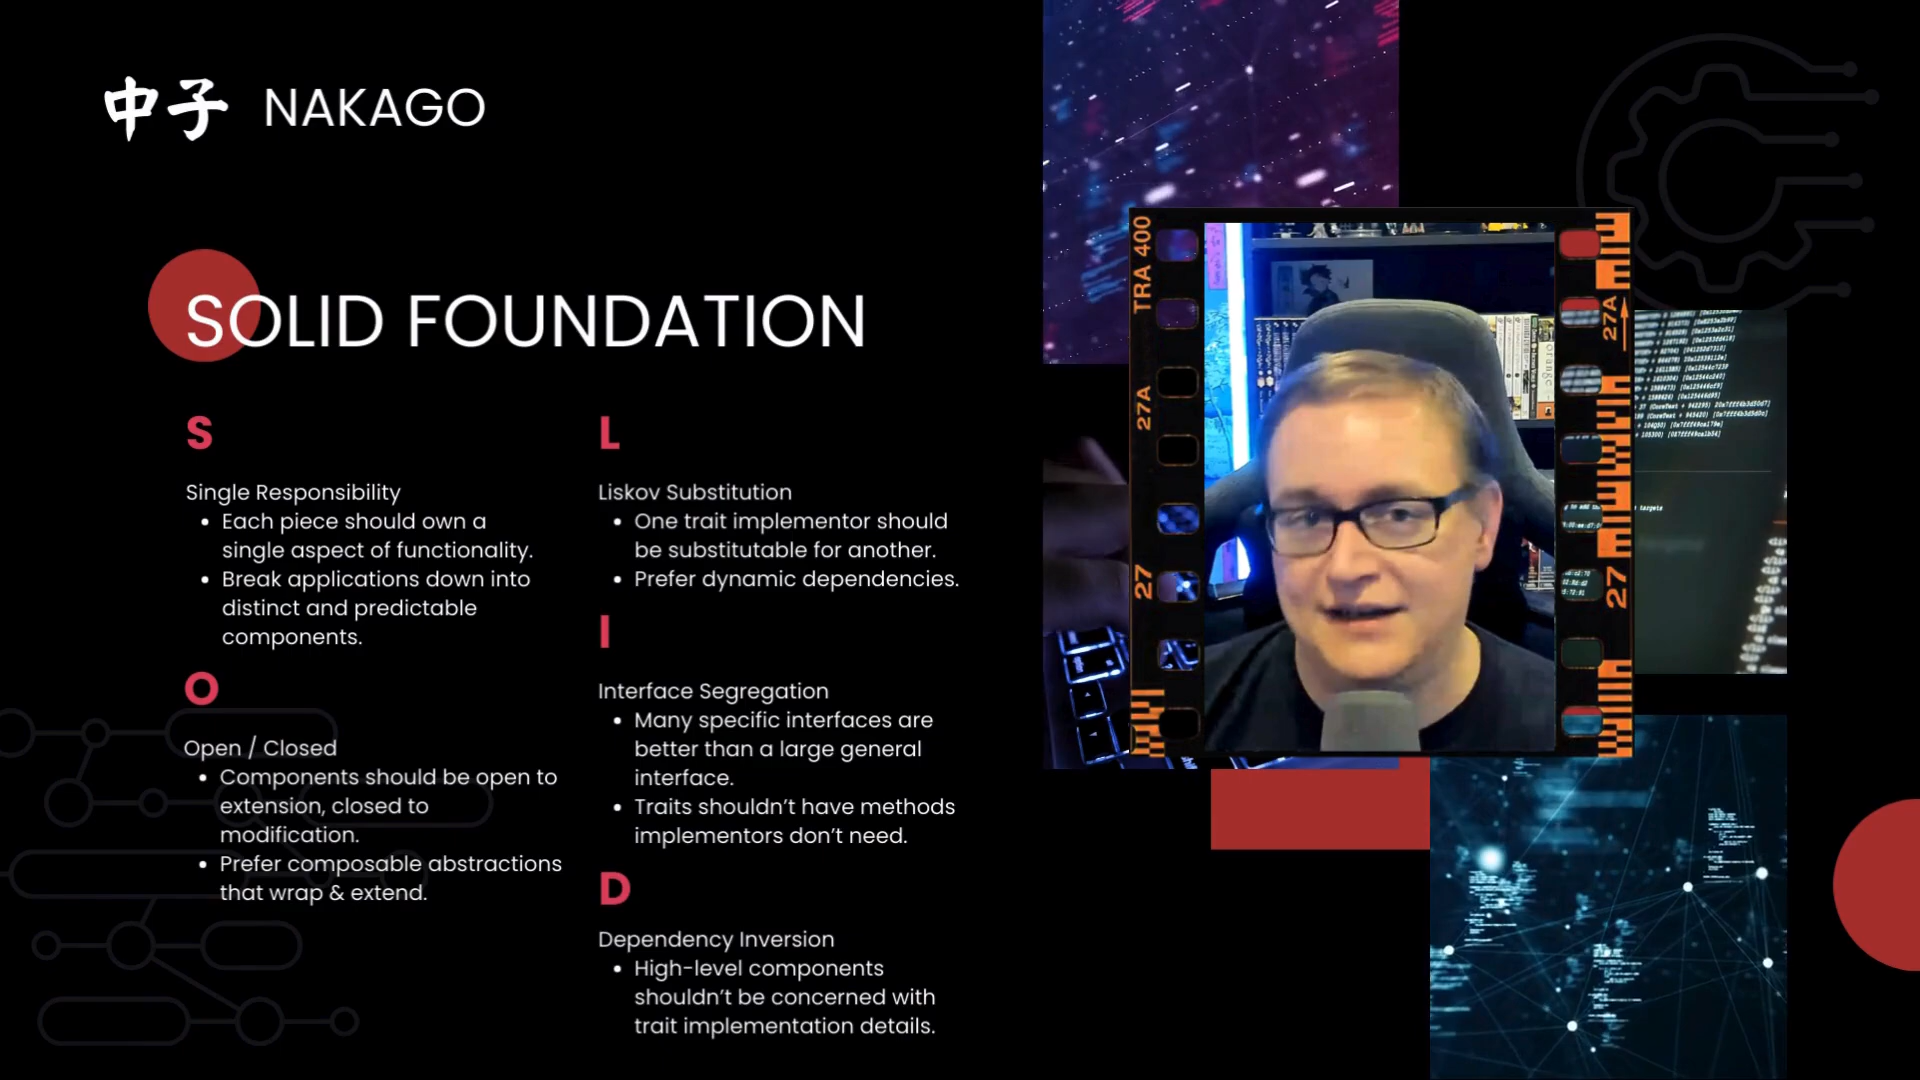 中子 NAKAGO
SOLID FOUNDATION
S
Single Responsibility
• Each piece should own a
single aspect of functionality.
• Break applications down into
distinct and predictable
components.
O
Open / Closed
• Components should be open to
extension, closed to
modification.
• Prefer composable abstractions
that wrap & extend.
L
Liskov Substitution
• One trait implementor should
be substitutable for another.
• Prefer dynamic dependencies.
I
Interface Segregation
• Many specific interfaces are
better than a large general
interface.
• Traits shouldn't have methods
implementors don't need.
D
Dependency Inversion
• High-level components
shouldn't be concerned with
trait implementation details.
TRA 400
27A
27
27A
27
orange
targets